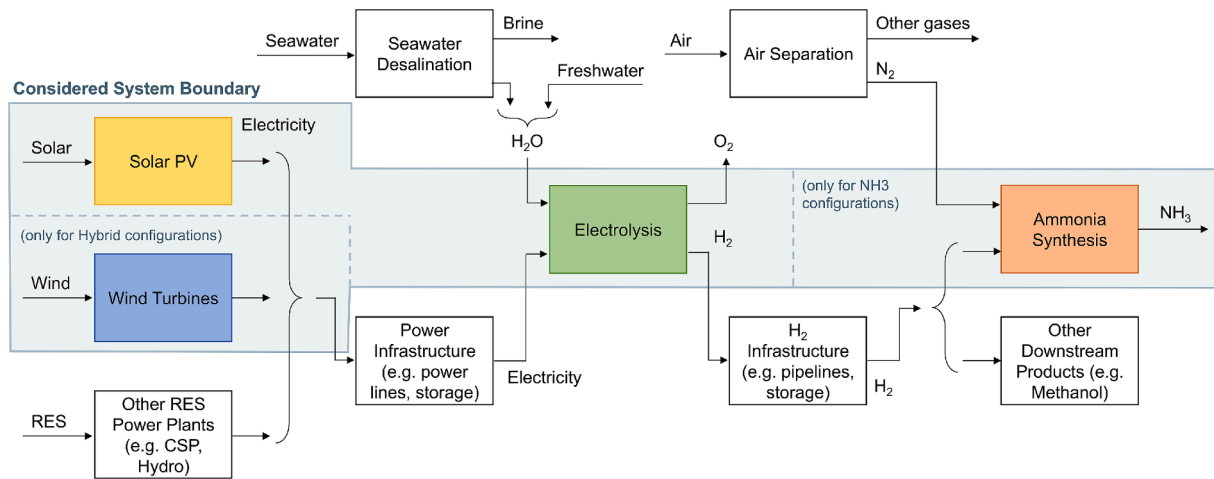 Seawater
Seawater
Desalination
Brine
Freshwater
H₂O
Air
Air Separation
Other gases
N₂
Considered System Boundary
Solar
Solar PV
Electricity
(only for Hybrid configurations)
Wind
Wind Turbines
RES
Other RES
Power Plants
(e.g. CSP,
Hydro)
Power
Infrastructure
(e.g. power
lines, storage)
Electricity
Electrolysis
O₂
H₂
H₂
Infrastructure
(e.g. pipelines,
storage)
H₂
(only for NH3
configurations)
Ammonia
Synthesis
NH₃
Other
Downstream
Products (e.g.
Methanol)